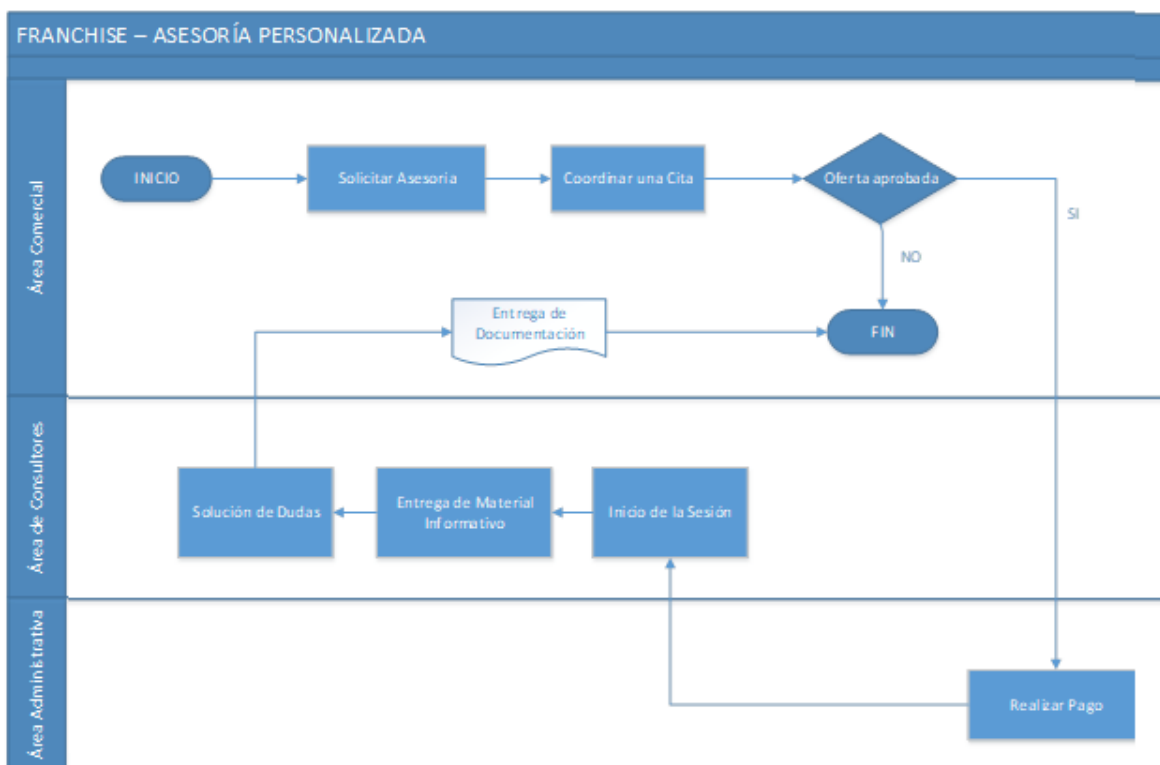 FRANCHISE – ASESORÍA PERSONALIZADA
Área Comercial
INICIO
Solicitar Asesoria
Coordinar una Cita
Oferta aprobada
SI
NO
Entrega de
Documentación
FIN
Área de Consultores
Solución de Dudas
Entrega de Material
Informativo
Inicio de la Sesión
Área Administrativa
Realizar Pago